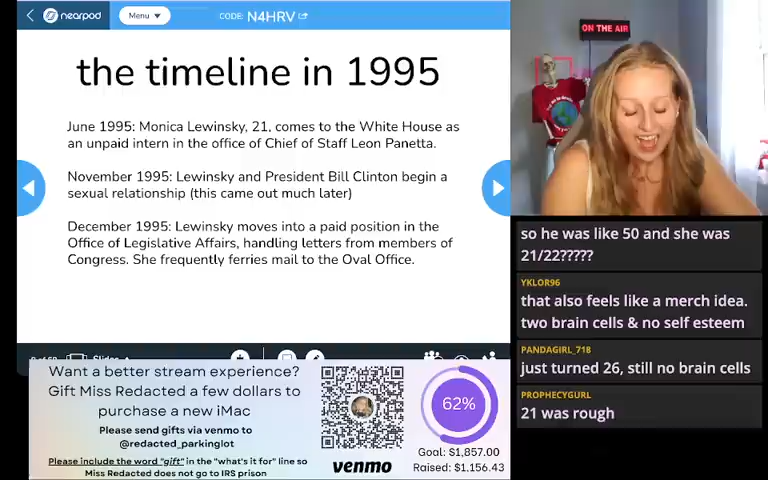 nearpod
Menu
CODE: N4HRV
the timeline in 1995
June 1995: Monica Lewinsky, 21, comes to the White House as
an unpaid intern in the office of Chief of Staff Leon Panetta.
November 1995: Lewinsky and President Bill Clinton begin a
sexual relationship (this came out much later)
December 1995: Lewinsky moves into a paid position in the
Office of Legislative Affairs, handling letters from members of
Congress. She frequently ferries mail to the Oval Office.
Slides
Want a better stream experience?
Gift Miss Redacted a few dollars to
purchase a new iMac
Please send gifts via venmo to
@redacted_parkinglot
Please include the word "gift" in the "what's it for" line so
Miss Redacted does not go to IRS prison
venmo
62%
Goal: $1,857.00
Raised: $1,156.43
ON THE AIR
so he was like 50 and she was
21/22?????
YKLOR96
that also feels like a merch idea.
two brain cells & no self esteem
PANDAGIRL_718
just turned 26, still no brain cells
PROPHECYGURL
21 was rough